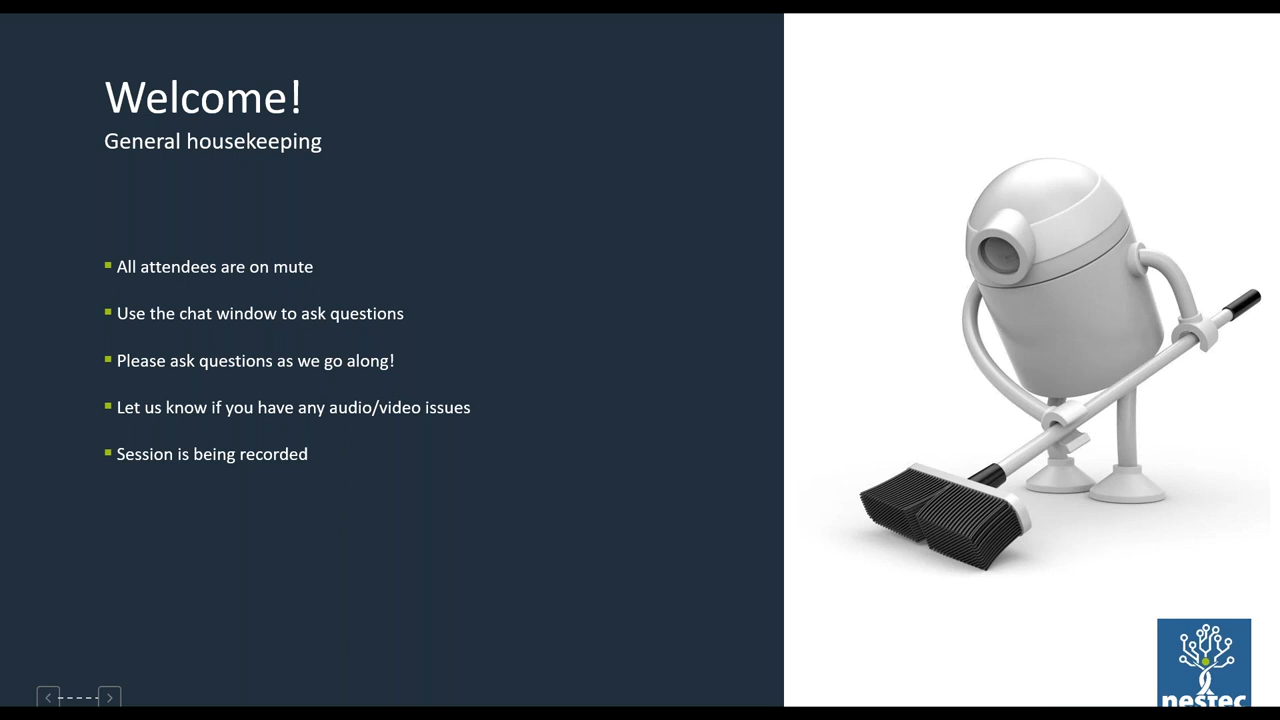 Welcome!
General housekeeping
All attendees are on mute
Use the chat window to ask questions
Please ask questions as we go along!
Let us know if you have any audio/video issues
Session is being recorded
nestec